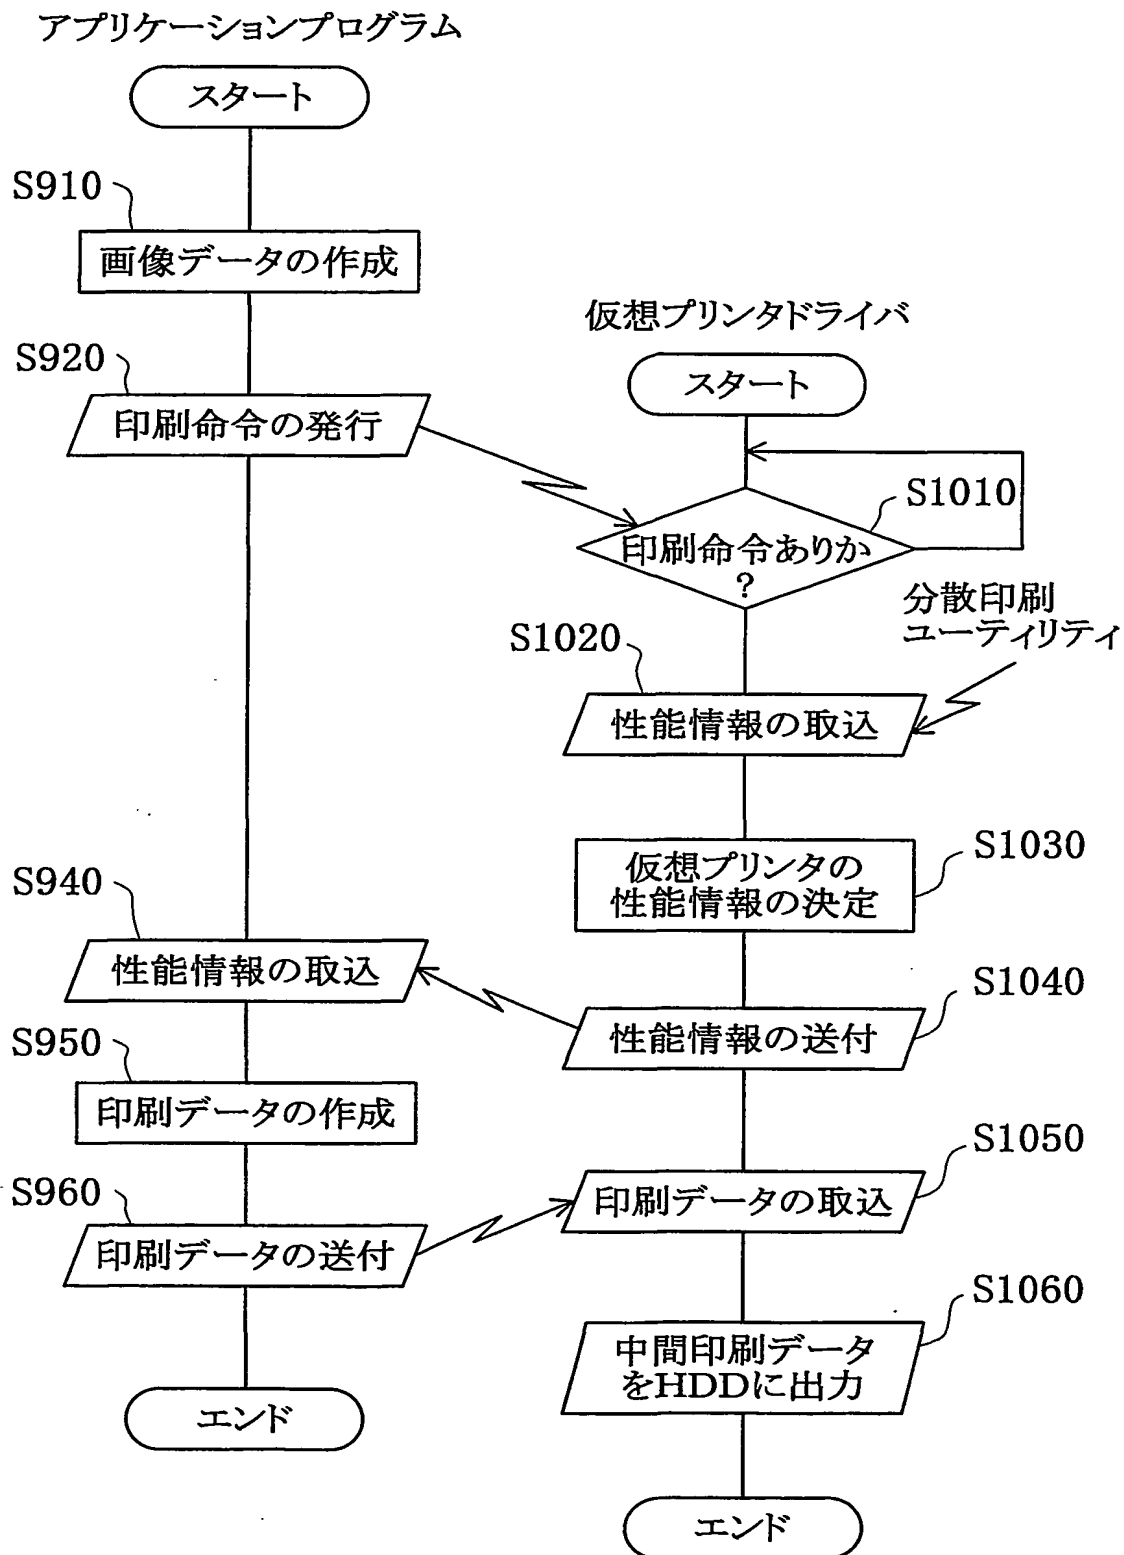 アプリケーションプログラム
スタート
S910
画像データの作成
S920
印刷命令の発行
仮想プリンタドライバ
スタート
S1010
印刷命令ありか
?
分散印刷
ユーティリティ
S1020
性能情報の取込
S1030
仮想プリンタの
性能情報の決定
S940
性能情報の取込
S1040
性能情報の送付
S950
印刷データの作成
S1050
印刷データの取込
S960
印刷データの送付
S1060
中間印刷データ
をHDDに出力
エンド
エンド